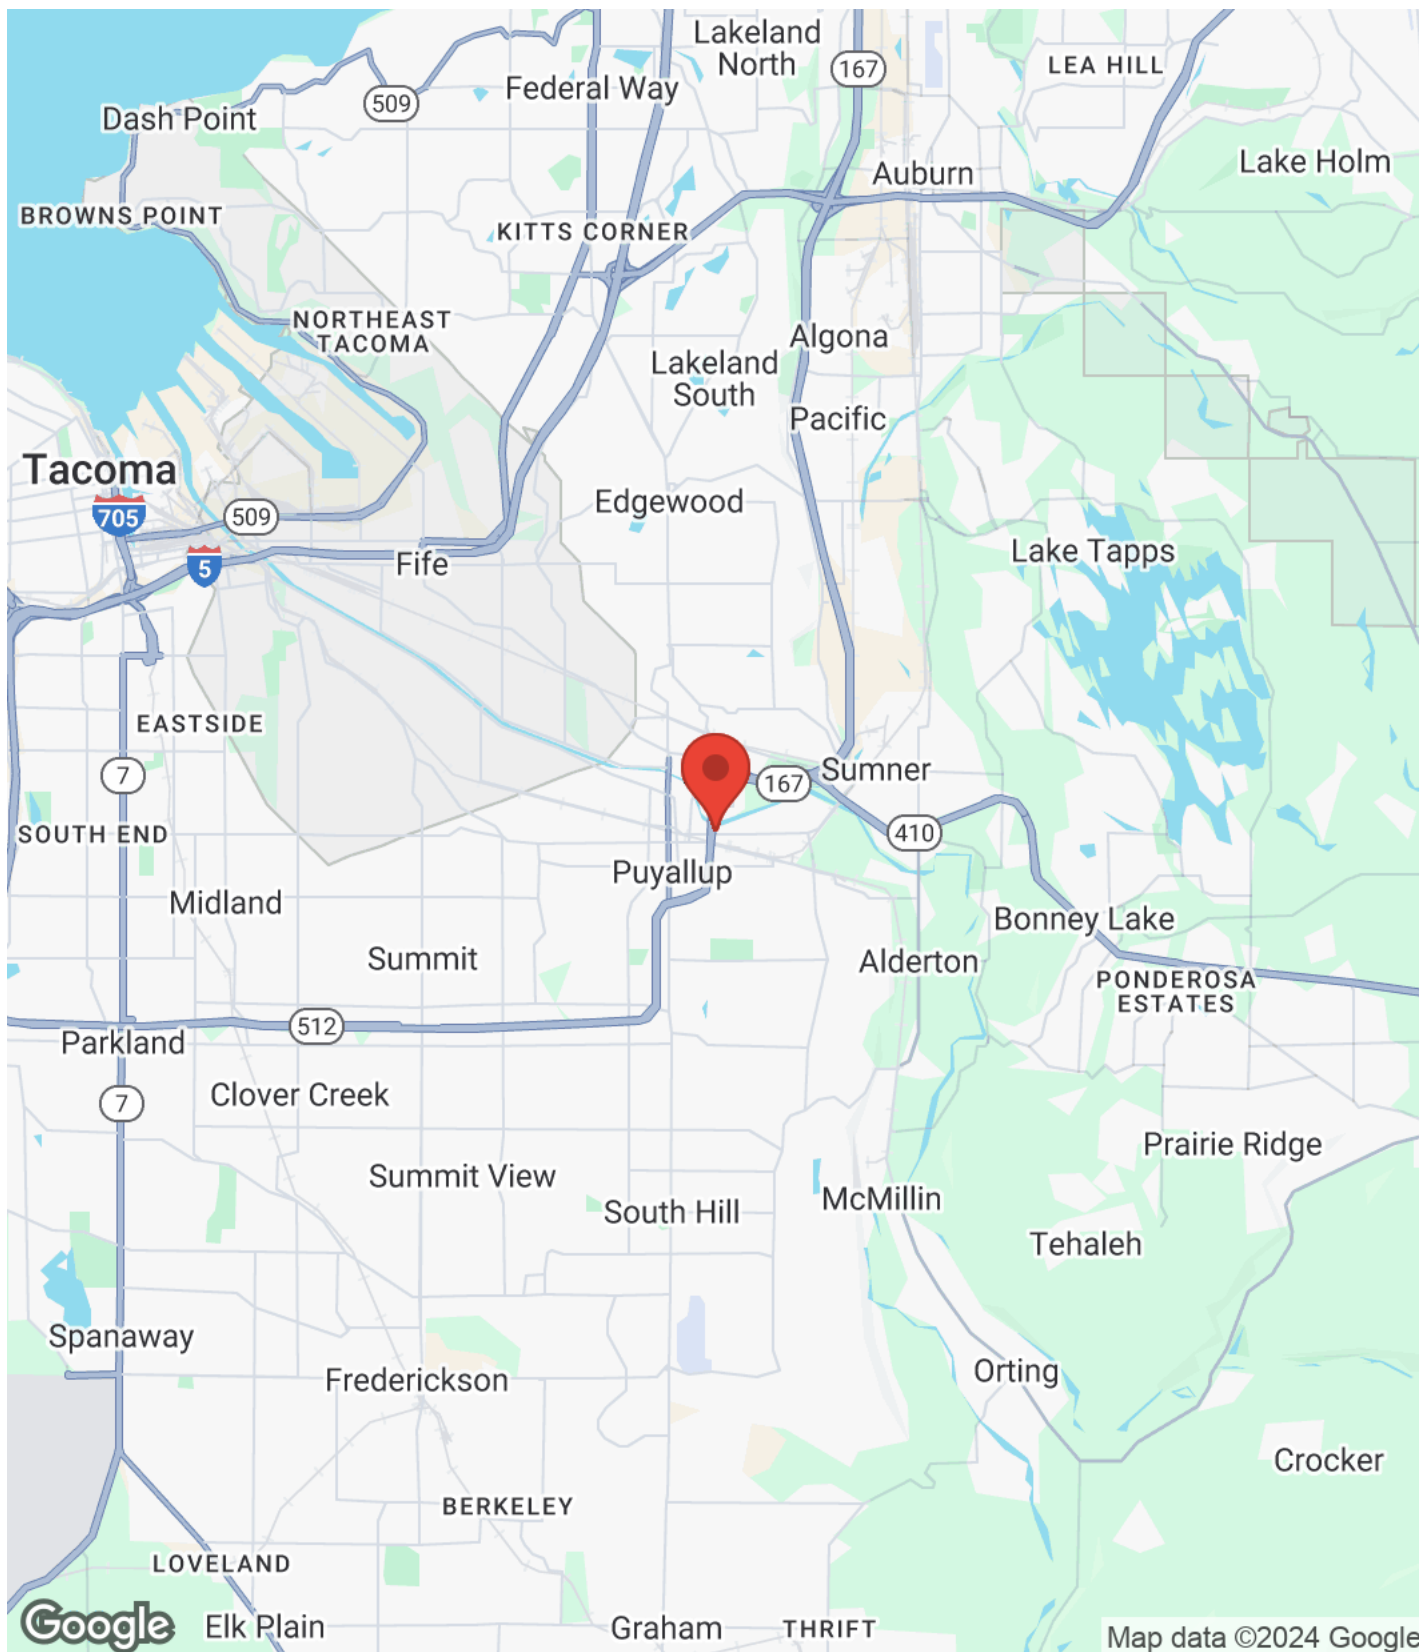 Lakeland
North
167
LEA HILL
Federal Way
509
Dash Point
Lake Holm
Auburn
BROWNS POINT
KITTS CORNER
NORTHEAST
TACOMA
Algona
Lakeland
South
Pacific
Tacoma
705
509
Edgewood
5
Fife
Lake Tapps
EASTSIDE
7
167
Sumner
SOUTH END
410
Puyallup
Midland
Bonney Lake
Summit
Alderton
PONDEROSA
ESTATES
512
Parkland
Clover Creek
7
Prairie Ridge
Summit View
McMillin
South Hill
Tehaleh
Spanaway
Orting
Frederickson
Crocker
BERKELEY
LOVELAND
Google
Elk Plain
Graham
THRIFT
Map data ©2024 Google